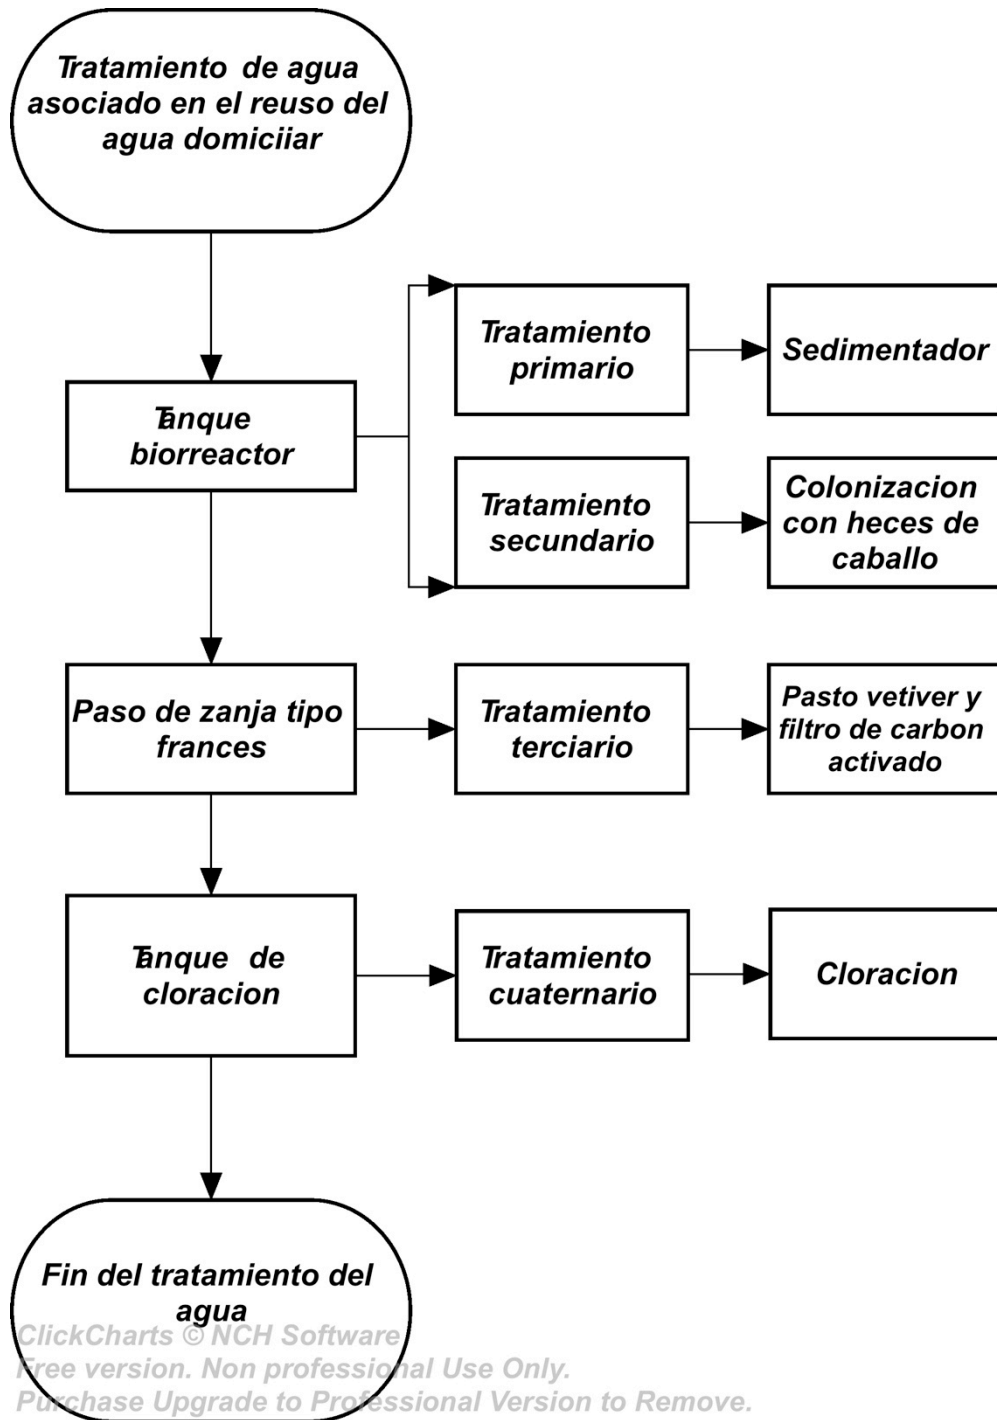 Tratamiento de agua
asociado en el reuso del
agua domiciiar
Tratamiento
primario
Sedimentador
Tanque
biorreactor
Tratamiento
secundario
Colonizacion
con heces de
caballo
Paso de zanja tipo
frances
Tratamiento
terciario
Pasto vetiver y
filtro de carbon
activado
Tanque de
cloracion
Tratamiento
cuaternario
Cloracion
Fin del tratamiento del
agua
ClickCharts © NCH Software
Free version. Non professional Use Only.
Purchase Upgrade to Professional Version to Remove.